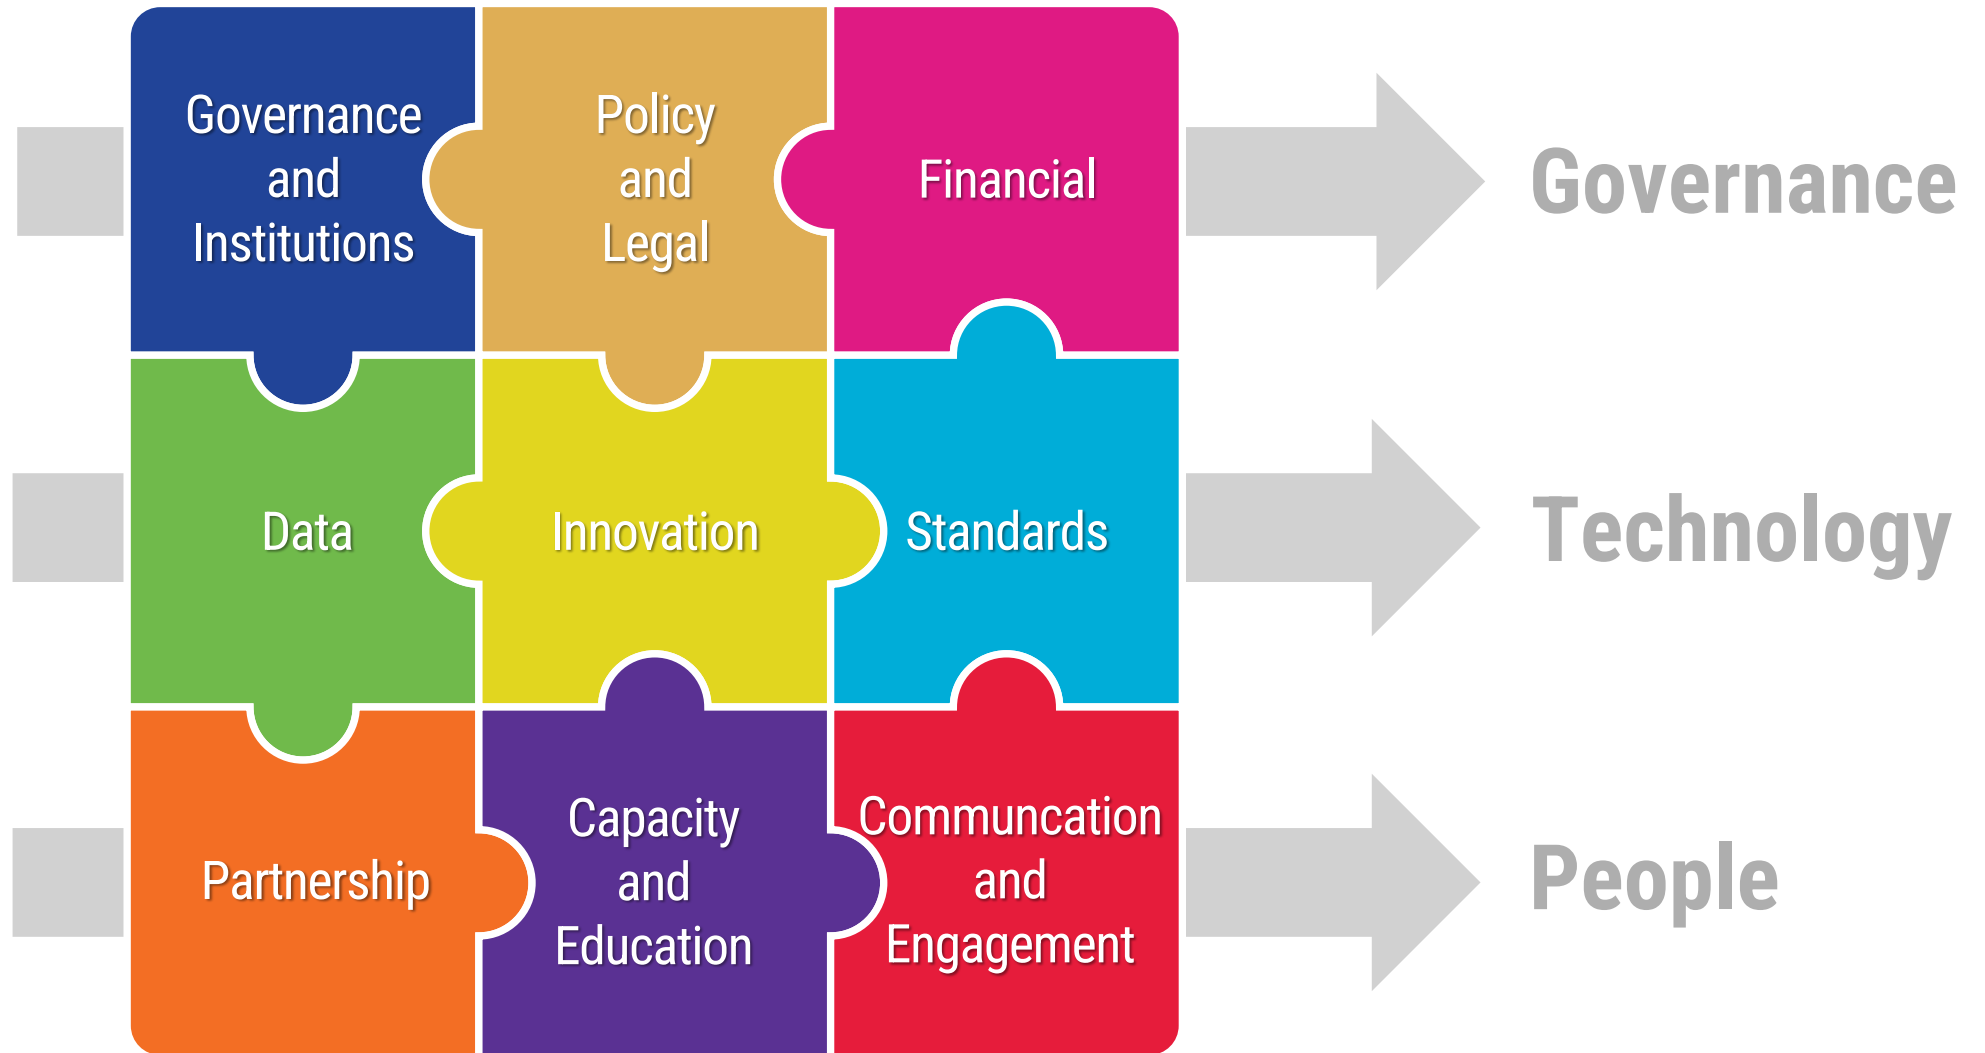 Governance
and
Institutions
Policy
and
Legal
Financial
Governance
Data
Innovation
Standards
Technology
Partnership
Capacity
and
Education
Communcation
and
Engagement
People